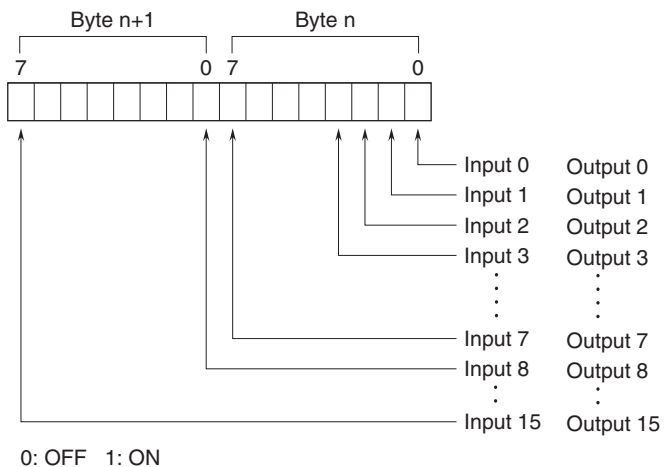 Byte n+1 Byte n
7 0 7 0
Input 0 Output 0
Input 1 Output 1
Input 2 Output 2
Input 3 Output 3
Input 7 Output 7
Input 8 Output 8
Input 15 Output 15
0: OFF 1: ON